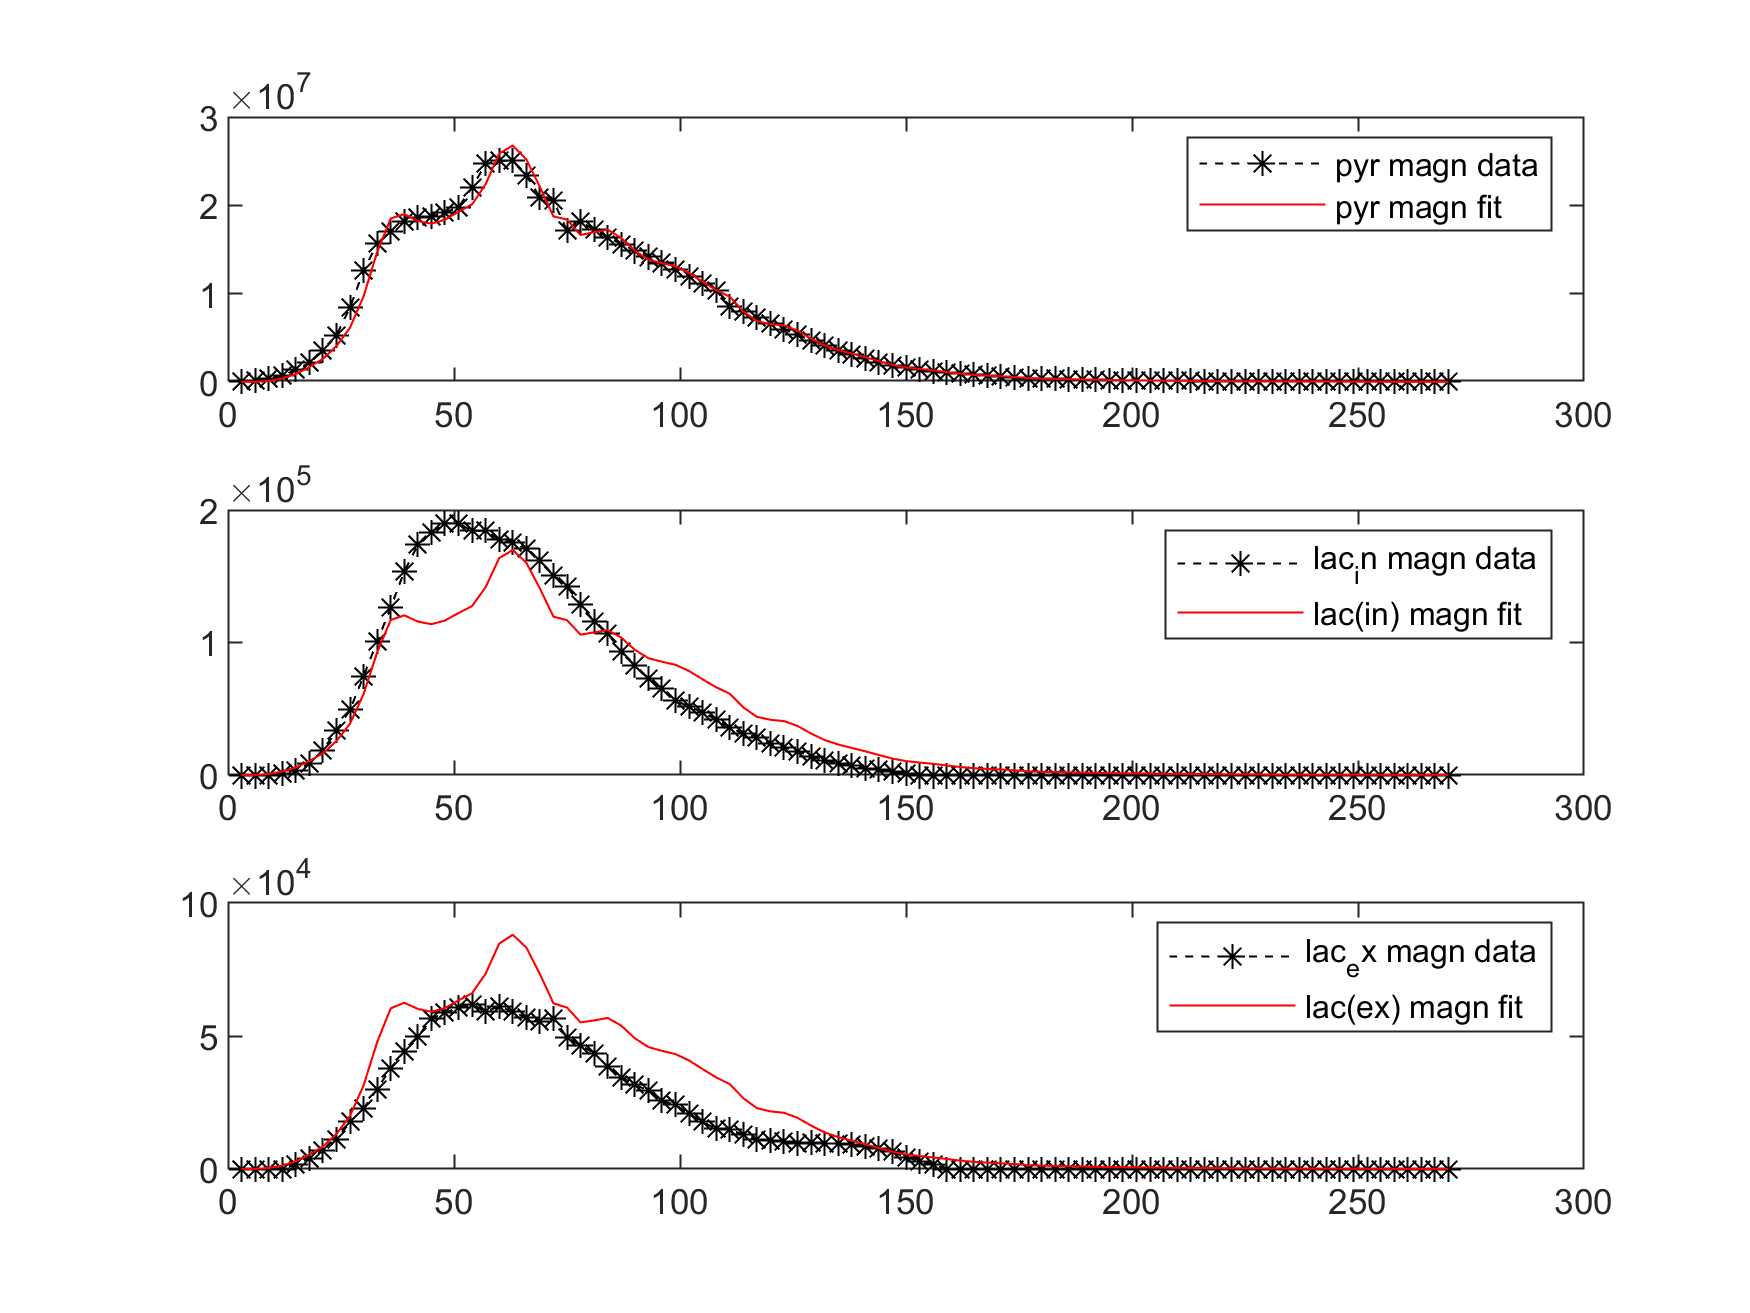 ×10^7
3
2
1
0
pyr magn data
pyr magn fit
0 50 100 150 200 250 300
×10^5
2
1
0
lac_in magn data
lac(in) magn fit
0 50 100 150 200 250 300
×10^4
10
5
0
lac_ex magn data
lac(ex) magn fit
0 50 100 150 200 250 300